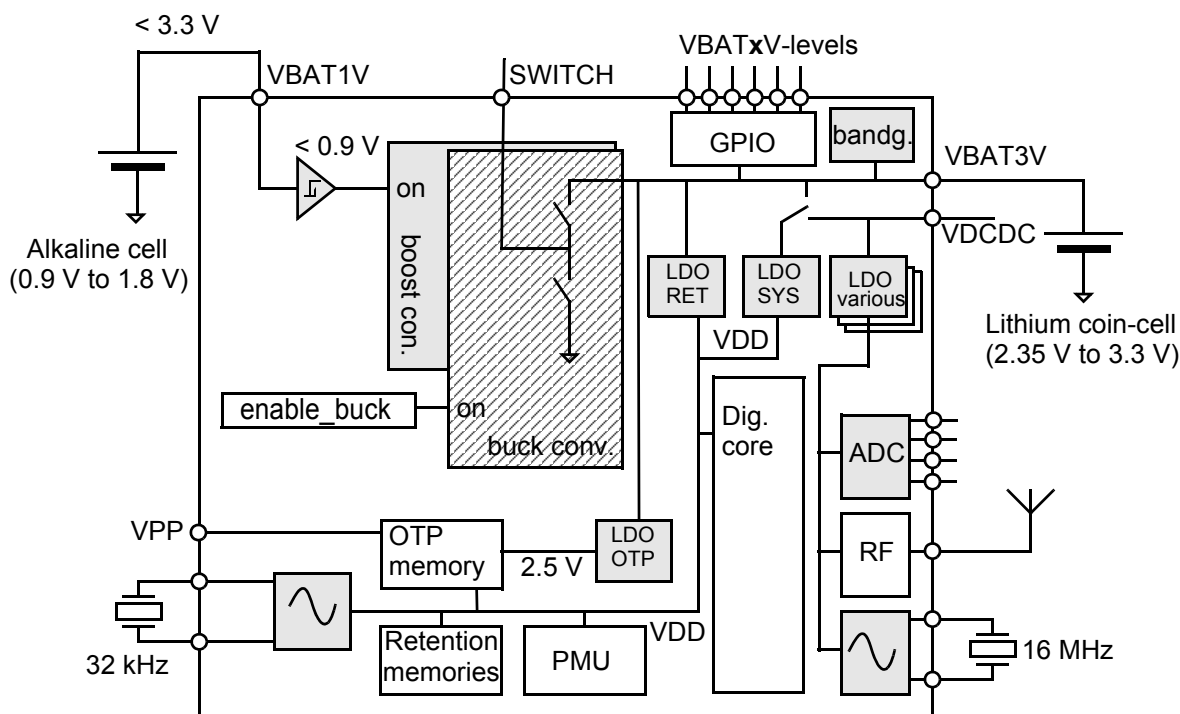 < 3.3 V
VBAT1V
SWITCH
VBATxV-levels
GPIO
bandg.
VBAT3V
< 0.9 V
on
boost con.
VDCDC
Alkaline cell
(0.9 V to 1.8 V)
LDO
RET
LDO
SYS
LDO
various
Lithium coin-cell
(2.35 V to 3.3 V)
VDD
enable_buck
on
buck conv.
Dig.
core
ADC
VPP
OTP
memory
2.5 V
LDO
OTP
RF
32 kHz
Retention
memories
PMU
VDD
16 MHz